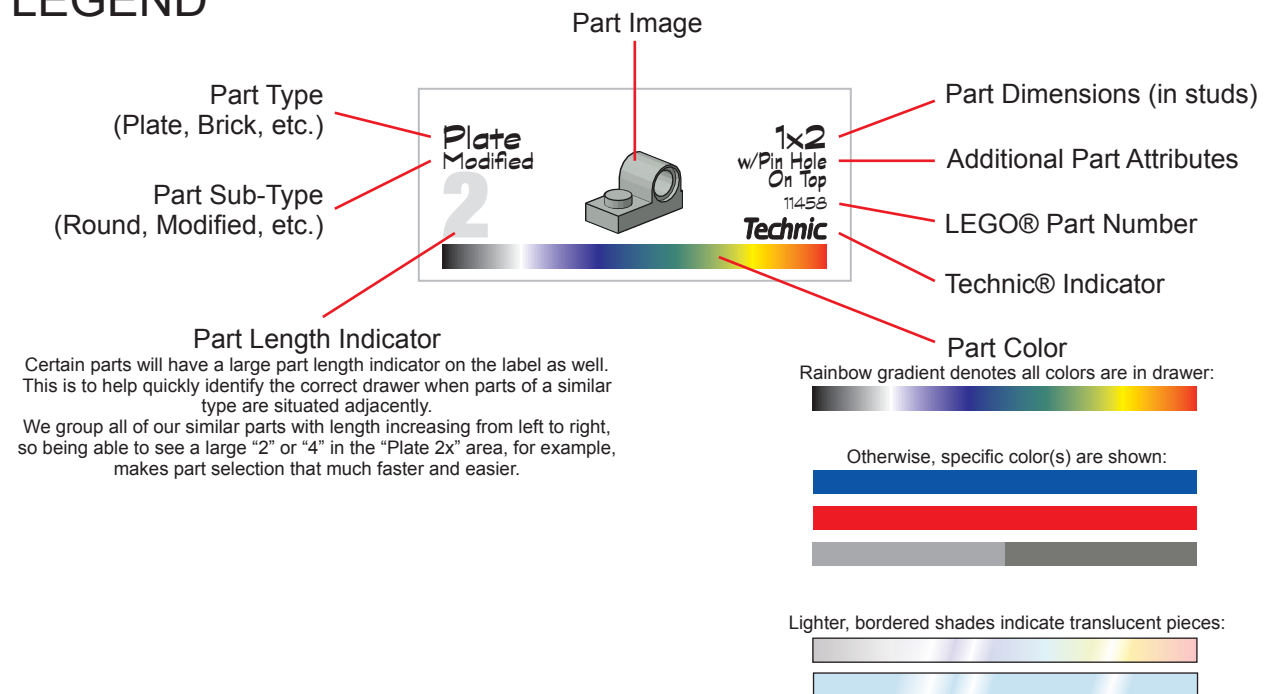 LEGEND
Part Image
Part Type
(Plate, Brick, etc.)
Part Sub-Type
(Round, Modified, etc.)
Plate
Modified
2
1x2
w/Pin Hole
On Top
11458
Technic
Part Dimensions (in studs)
Additional Part Attributes
LEGO® Part Number
Technic® Indicator
Part Length Indicator
Certain parts will have a large part length indicator on the label as well.
This is to help quickly identify the correct drawer when parts of a similar
type are situated adjacently.
We group all of our similar parts with length increasing from left to right,
so being able to see a large “2” or “4” in the “Plate 2x” area, for example,
makes part selection that much faster and easier.
Part Color
Rainbow gradient denotes all colors are in drawer:
Otherwise, specific color(s) are shown:
Lighter, bordered shades indicate translucent pieces: